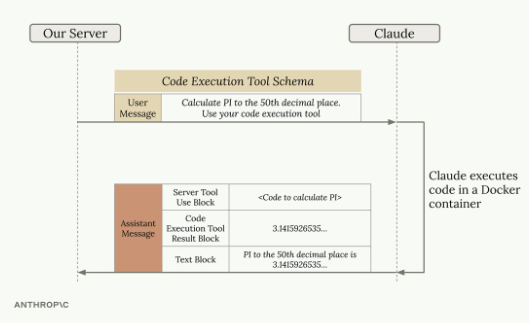 Our Server
Claude
Code Execution Tool Schema
User
Message
Calculate PI to the 50th decimal place.
Use your code execution tool
Claude executes
code in a Docker
container
Assistant
Message
Server Tool
Use Block
<Code to calculate PI>
Code
Execution Tool
Result Block
3.1415926535...
Text Block
PI to the 50th decimal place is
3.1415926535...
ANTHROP\C